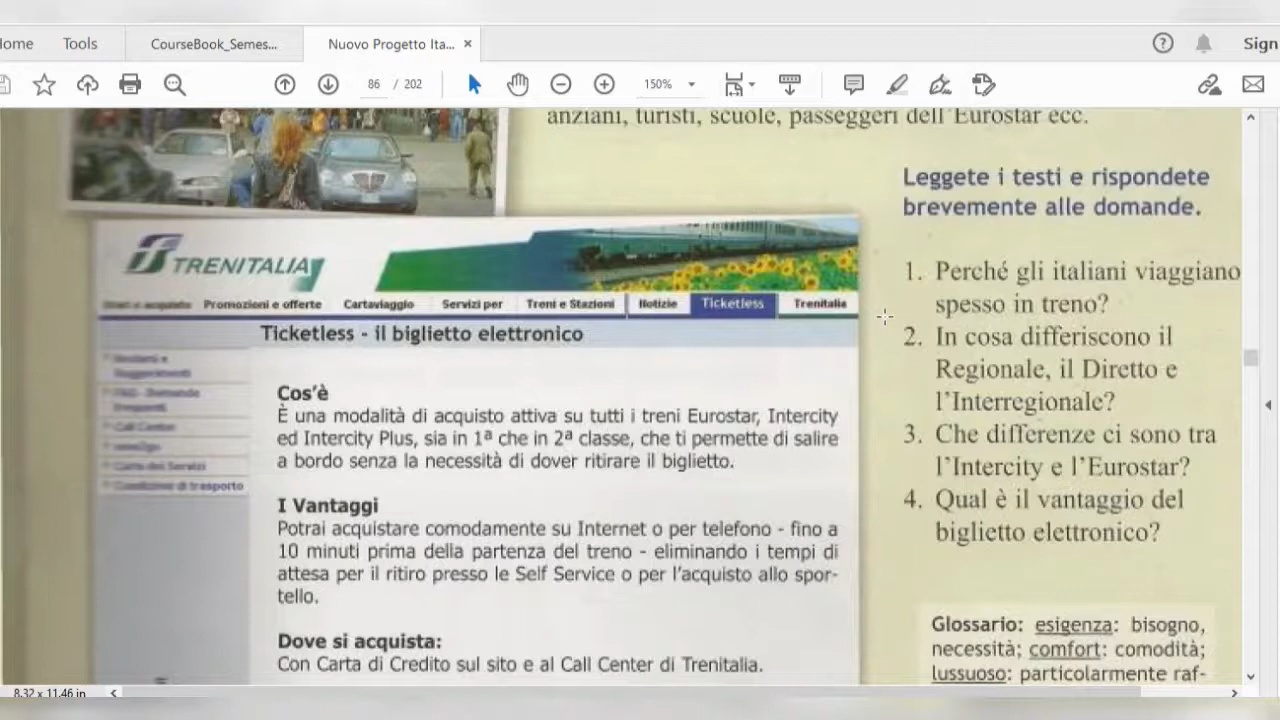 Home
Tools
CourseBook_Semes...
Nuovo Progetto Ita...
Sign
86 / 202
150%
anziani, turisti, scuole, passeggeri dell'Eurostar ecc.
TRENITALIA
Promozioni e offerte
Cartaviaggio
Servizi per
Treni e Stazioni
Notizie
Ticketless
Trenitalia
Ticketless - il biglietto elettronico
Call Center
Carta dei Servizi
Condizioni di trasporto
Cos'è
È una modalità di acquisto attiva su tutti i treni Eurostar, Intercity
ed Intercity Plus, sia in 1ª che in 2ª classe, che ti permette di salire
a bordo senza la necessità di dover ritirare il biglietto.
I Vantaggi
Potrai acquistare comodamente su Internet o per telefono - fino a
10 minuti prima della partenza del treno - eliminando i tempi di
attesa per il ritiro presso le Self Service o per l'acquisto allo spor-
tello.
Dove si acquista:
Con Carta di Credito sul sito e al Call Center di Trenitalia.
Leggete i testi e rispondete
brevemente alle domande.
1. Perché gli italiani viaggiano
spesso in treno?
2. In cosa differiscono il
Regionale, il Diretto e
l'Interregionale?
3. Che differenze ci sono tra
l'Intercity e l'Eurostar?
4. Qual è il vantaggio del
biglietto elettronico?
Glossario: esigenza: bisogno,
necessità; comfort: comodità;
lussuoso: particolarmente raf-
8.32 x 11.46 in